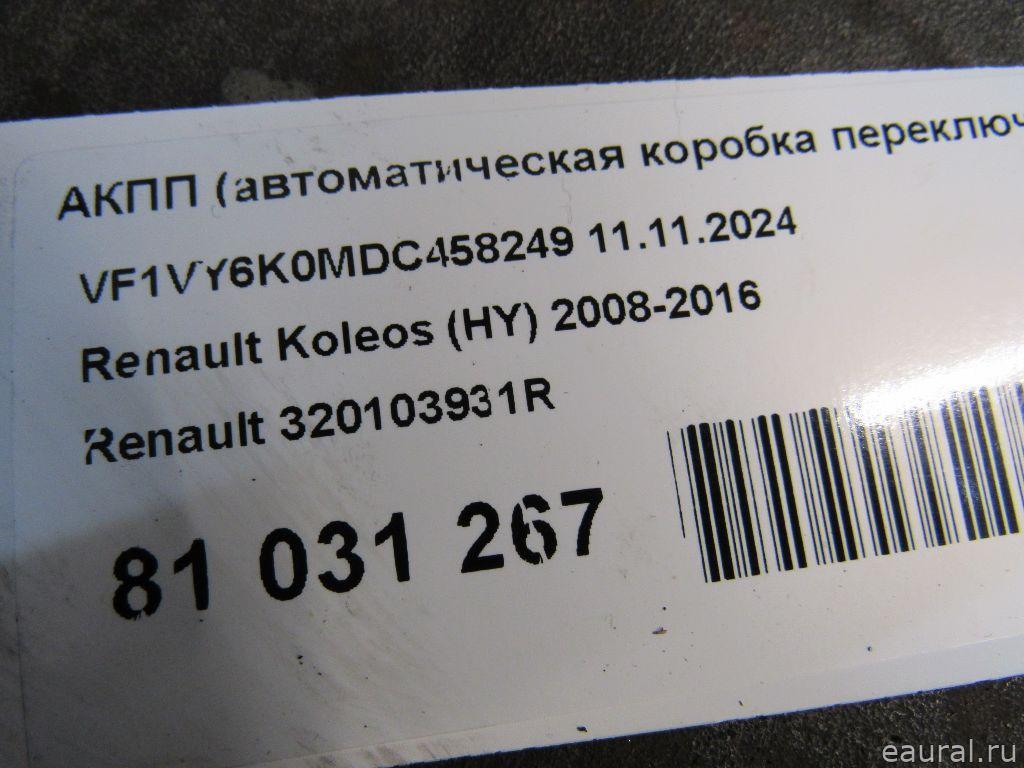 АКПП (автоматическая коробка переключ
VF1VY6K0MDC458249 11.11.2024
Renault Koleos (HY) 2008-2016
Renault 320103931R
81 031 267
eaural.ru